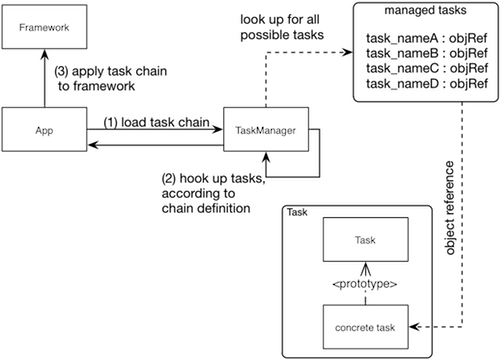 Framework
look up for all
possible tasks
managed tasks
task_nameA : objRef
task_nameB : objRef
task_nameC : objRef
task_nameD : objRef
(3) apply task chain
to framework
App
(1) load task chain
TaskManager
(2) hook up tasks,
according to
chain definition
object reference
Task
Task
<prototype>
concrete task